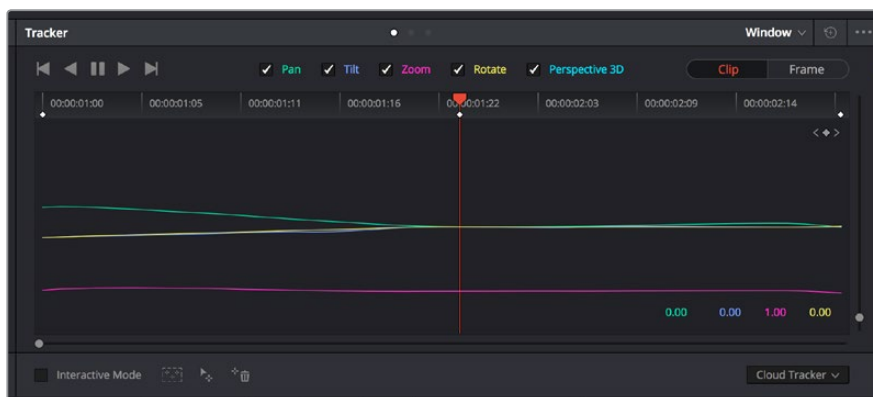 Tracker Window
Pan Tilt Zoom Rotate Perspective 3D Clip Frame
00:00:01:00 00:00:01:05 00:00:01:11 00:00:01:16 00:00:01:22 00:00:02:03 00:00:02:09 00:00:02:14
0.00 0.00 1.00 0.00
Interactive Mode Cloud Tracker